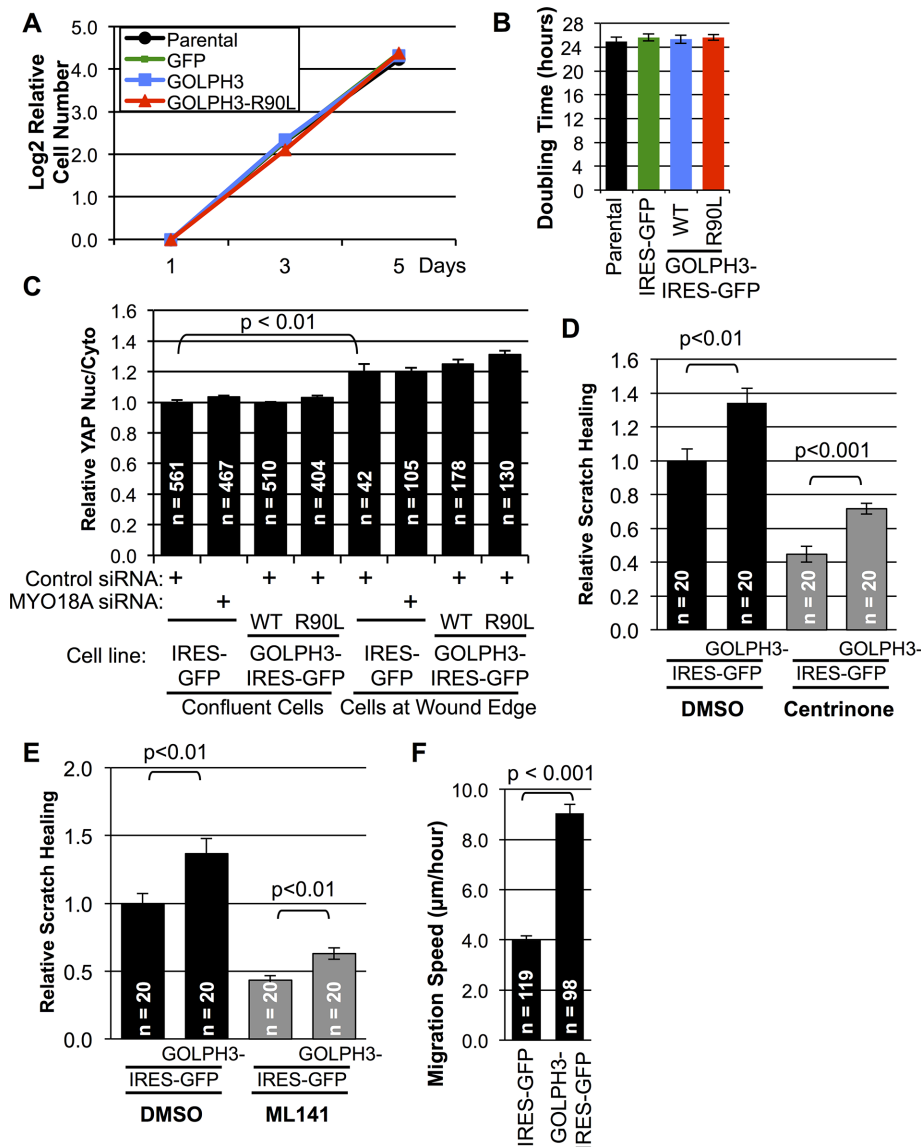 A
Log2 Relative
Cell Number
5.0
4.0
3.0
2.0
1.0
0.0
Parental
GFP
GOLPH3
GOLPH3-R90L
1 3 5 Days
B
Doubling Time (hours)
28
24
20
16
12
8
4
0
Parental
IRES-GFP
WT
R90L
GOLPH3-
IRES-GFP
C
Relative YAP Nuc/Cyto
1.6
1.4
1.2
1.0
0.8
0.6
0.4
0.2
0.0
p < 0.01
n = 561
n = 467
n = 510
n = 404
n = 42
n = 105
n = 178
n = 130
Control siRNA: + + + + + +
MYO18A siRNA: + +
WT R90L WT R90L
Cell line: IRES- GOLPH3- IRES- GOLPH3-
GFP IRES-GFP GFP IRES-GFP
Confluent Cells Cells at Wound Edge
D
Relative Scratch Healing
1.6
1.4
1.2
1.0
0.8
0.6
0.4
0.2
0.0
p<0.01
p<0.001
n = 20
n = 20
n = 20
n = 20
GOLPH3- GOLPH3-
IRES-GFP IRES-GFP
DMSO Centrinone
E
Relative Scratch Healing
2.0
1.5
1.0
0.5
0.0
p<0.01
p<0.01
n = 20
n = 20
n = 20
n = 20
GOLPH3- GOLPH3-
IRES-GFP IRES-GFP
DMSO ML141
F
Migration Speed (μm/hour)
p < 0.001
10.0
8.0
6.0
4.0
2.0
0.0
n = 119
n = 98
IRES-GFP
GOLPH3-
RES-GFP